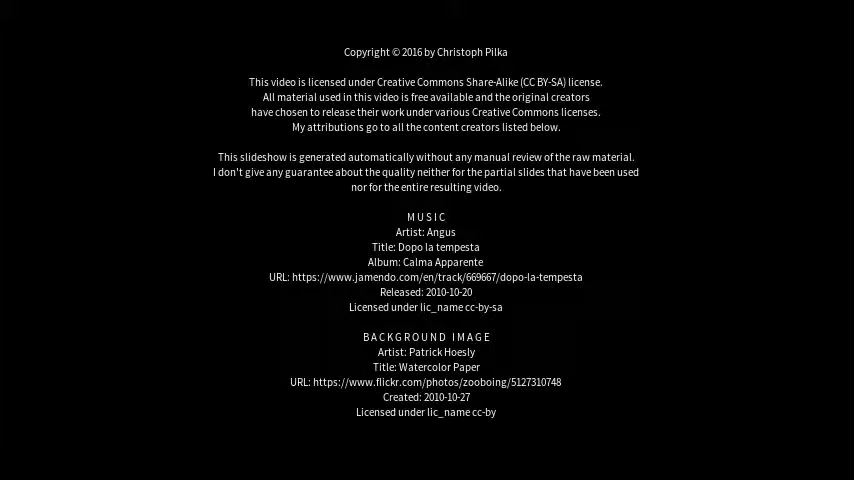 Copyright © 2016 by Christoph Pilka
This video is licensed under Creative Commons Share-Alike (CC BY-SA) license.
All material used in this video is free available and the original creators
have chosen to release their work under various Creative Commons licenses.
My attributions go to all the content creators listed below.
This slideshow is generated automatically without any manual review of the raw material.
I don't give any guarantee about the quality neither for the partial slides that have been used
nor for the entire resulting video.
M U S I C
Artist: Angus
Title: Dopo la tempesta
Album: Calma Apparente
URL: https://www.jamendo.com/en/track/669667/dopo-la-tempesta
Released: 2010-10-20
Licensed under lic_name cc-by-sa
B A C K G R O U N D   I M A G E
Artist: Patrick Hoesly
Title: Watercolor Paper
URL: https://www.flickr.com/photos/zooboing/5127310748
Created: 2010-10-27
Licensed under lic_name cc-by